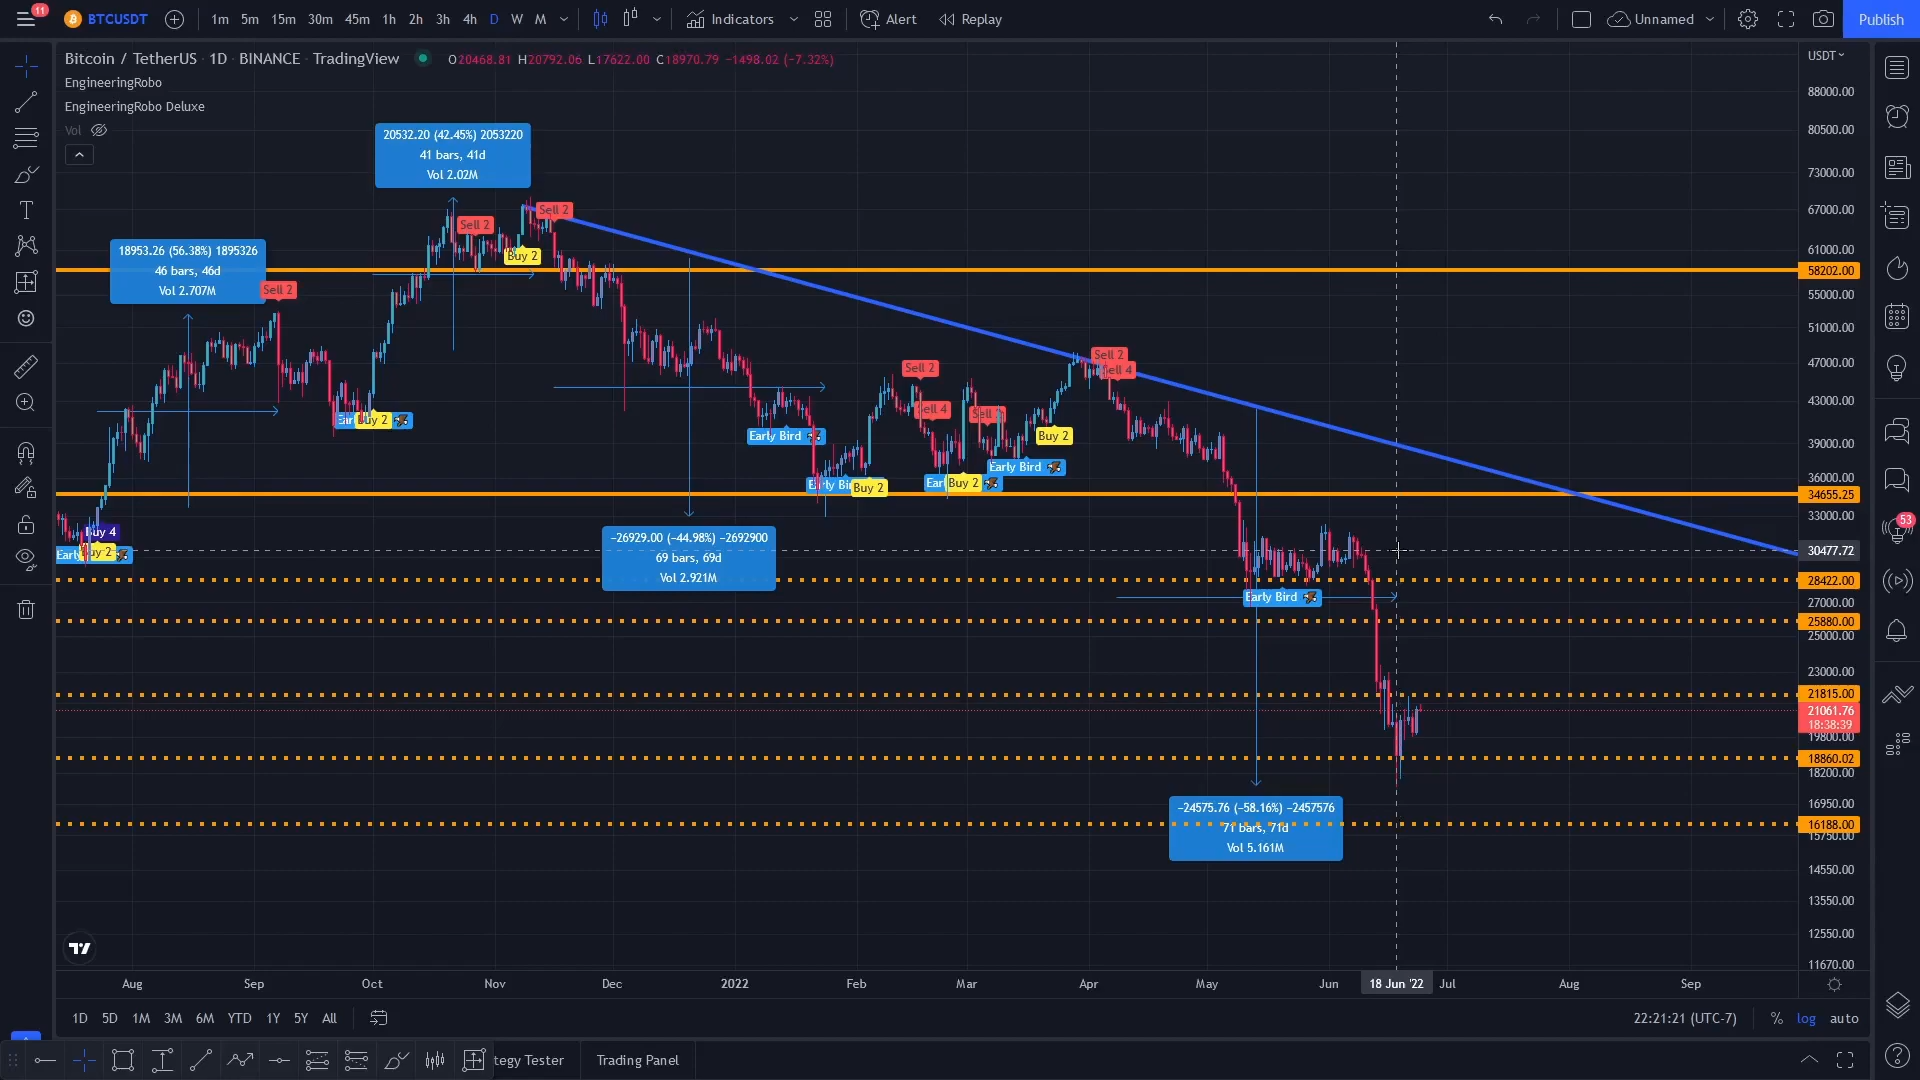 11
BTCUSDT
1m 5m 15m 30m 45m 1h 2h 3h 4h D W M
Indicators
Alert
Replay
Unnamed
Publish
Bitcoin / TetherUS · 1D · BINANCE · TradingView
O20468.81 H20792.06 L17622.00 C18970.79 −1498.02 (−7.32%)
EngineeringRobo
EngineeringRobo Deluxe
Vol
USDT
88000.00
80500.00
73000.00
67000.00
61000.00
58202.00
55000.00
51000.00
47000.00
43000.00
39000.00
36000.00
34655.25
33000.00
30477.72
28422.00
27000.00
25880.00
25000.00
23000.00
21815.00
21061.76
18:38:39
19800.00
18860.02
18200.00
16950.00
16188.00
15750.00
14550.00
13550.00
12550.00
11670.00
53
20532.20 (42.45%) 2053220
41 bars, 41d
Vol 2.02M
18953.26 (56.38%) 1895326
46 bars, 46d
Vol 2.707M
−26929.00 (−44.98%) −2692900
69 bars, 69d
Vol 2.921M
−24575.76 (−58.16%) −2457576
71 bars, 71d
Vol 5.161M
Sell 2
Sell 2
Sell 2
Buy 2
Buy 2
uy 4
Early
uy 2
Early Bird
Early Bi
Buy 2
Sell 2
ell 4
Sell
Buy 2
Early Bird
Buy 2
Sell 2
ell 4
Early Bird
Aug Sep Oct Nov Dec 2022 Feb Mar Apr May Jun 18 Jun '22 Jul Aug Sep
1D 5D 1M 3M 6M YTD 1Y 5Y All
22:21:21 (UTC-7)
% log auto
tegy Tester
Trading Panel